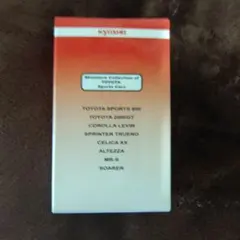 KYOSHO
Miniature Collection of
TOYOTA
Sports Cars
TOYOTA SPORTS 800
TOYOTA 2000GT
COROLLA LEVIN
SPRINTER TRUENO
CELICA XX
ALTEZZA
MR-S
SOARER